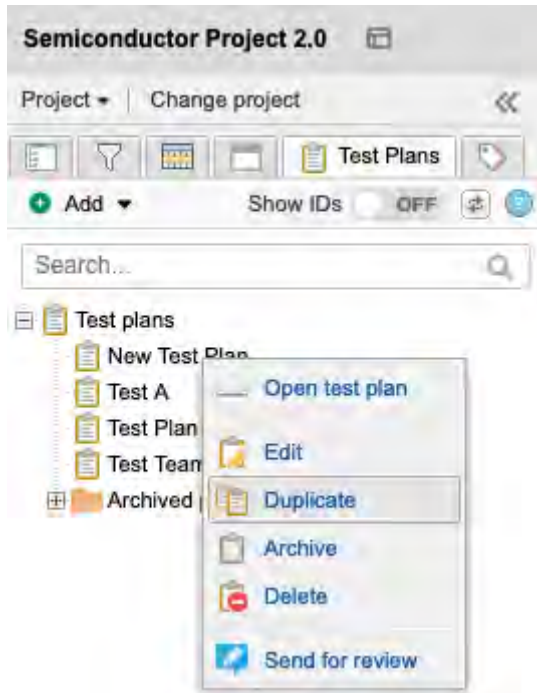 Semiconductor Project 2.0
Project Change project
Test Plans
Add Show IDs OFF
Search...
Test plans
New Test Plan
Test A
Open test plan
Test Plan
Edit
Test Team
Duplicate
Archived
Archive
Delete
Send for review